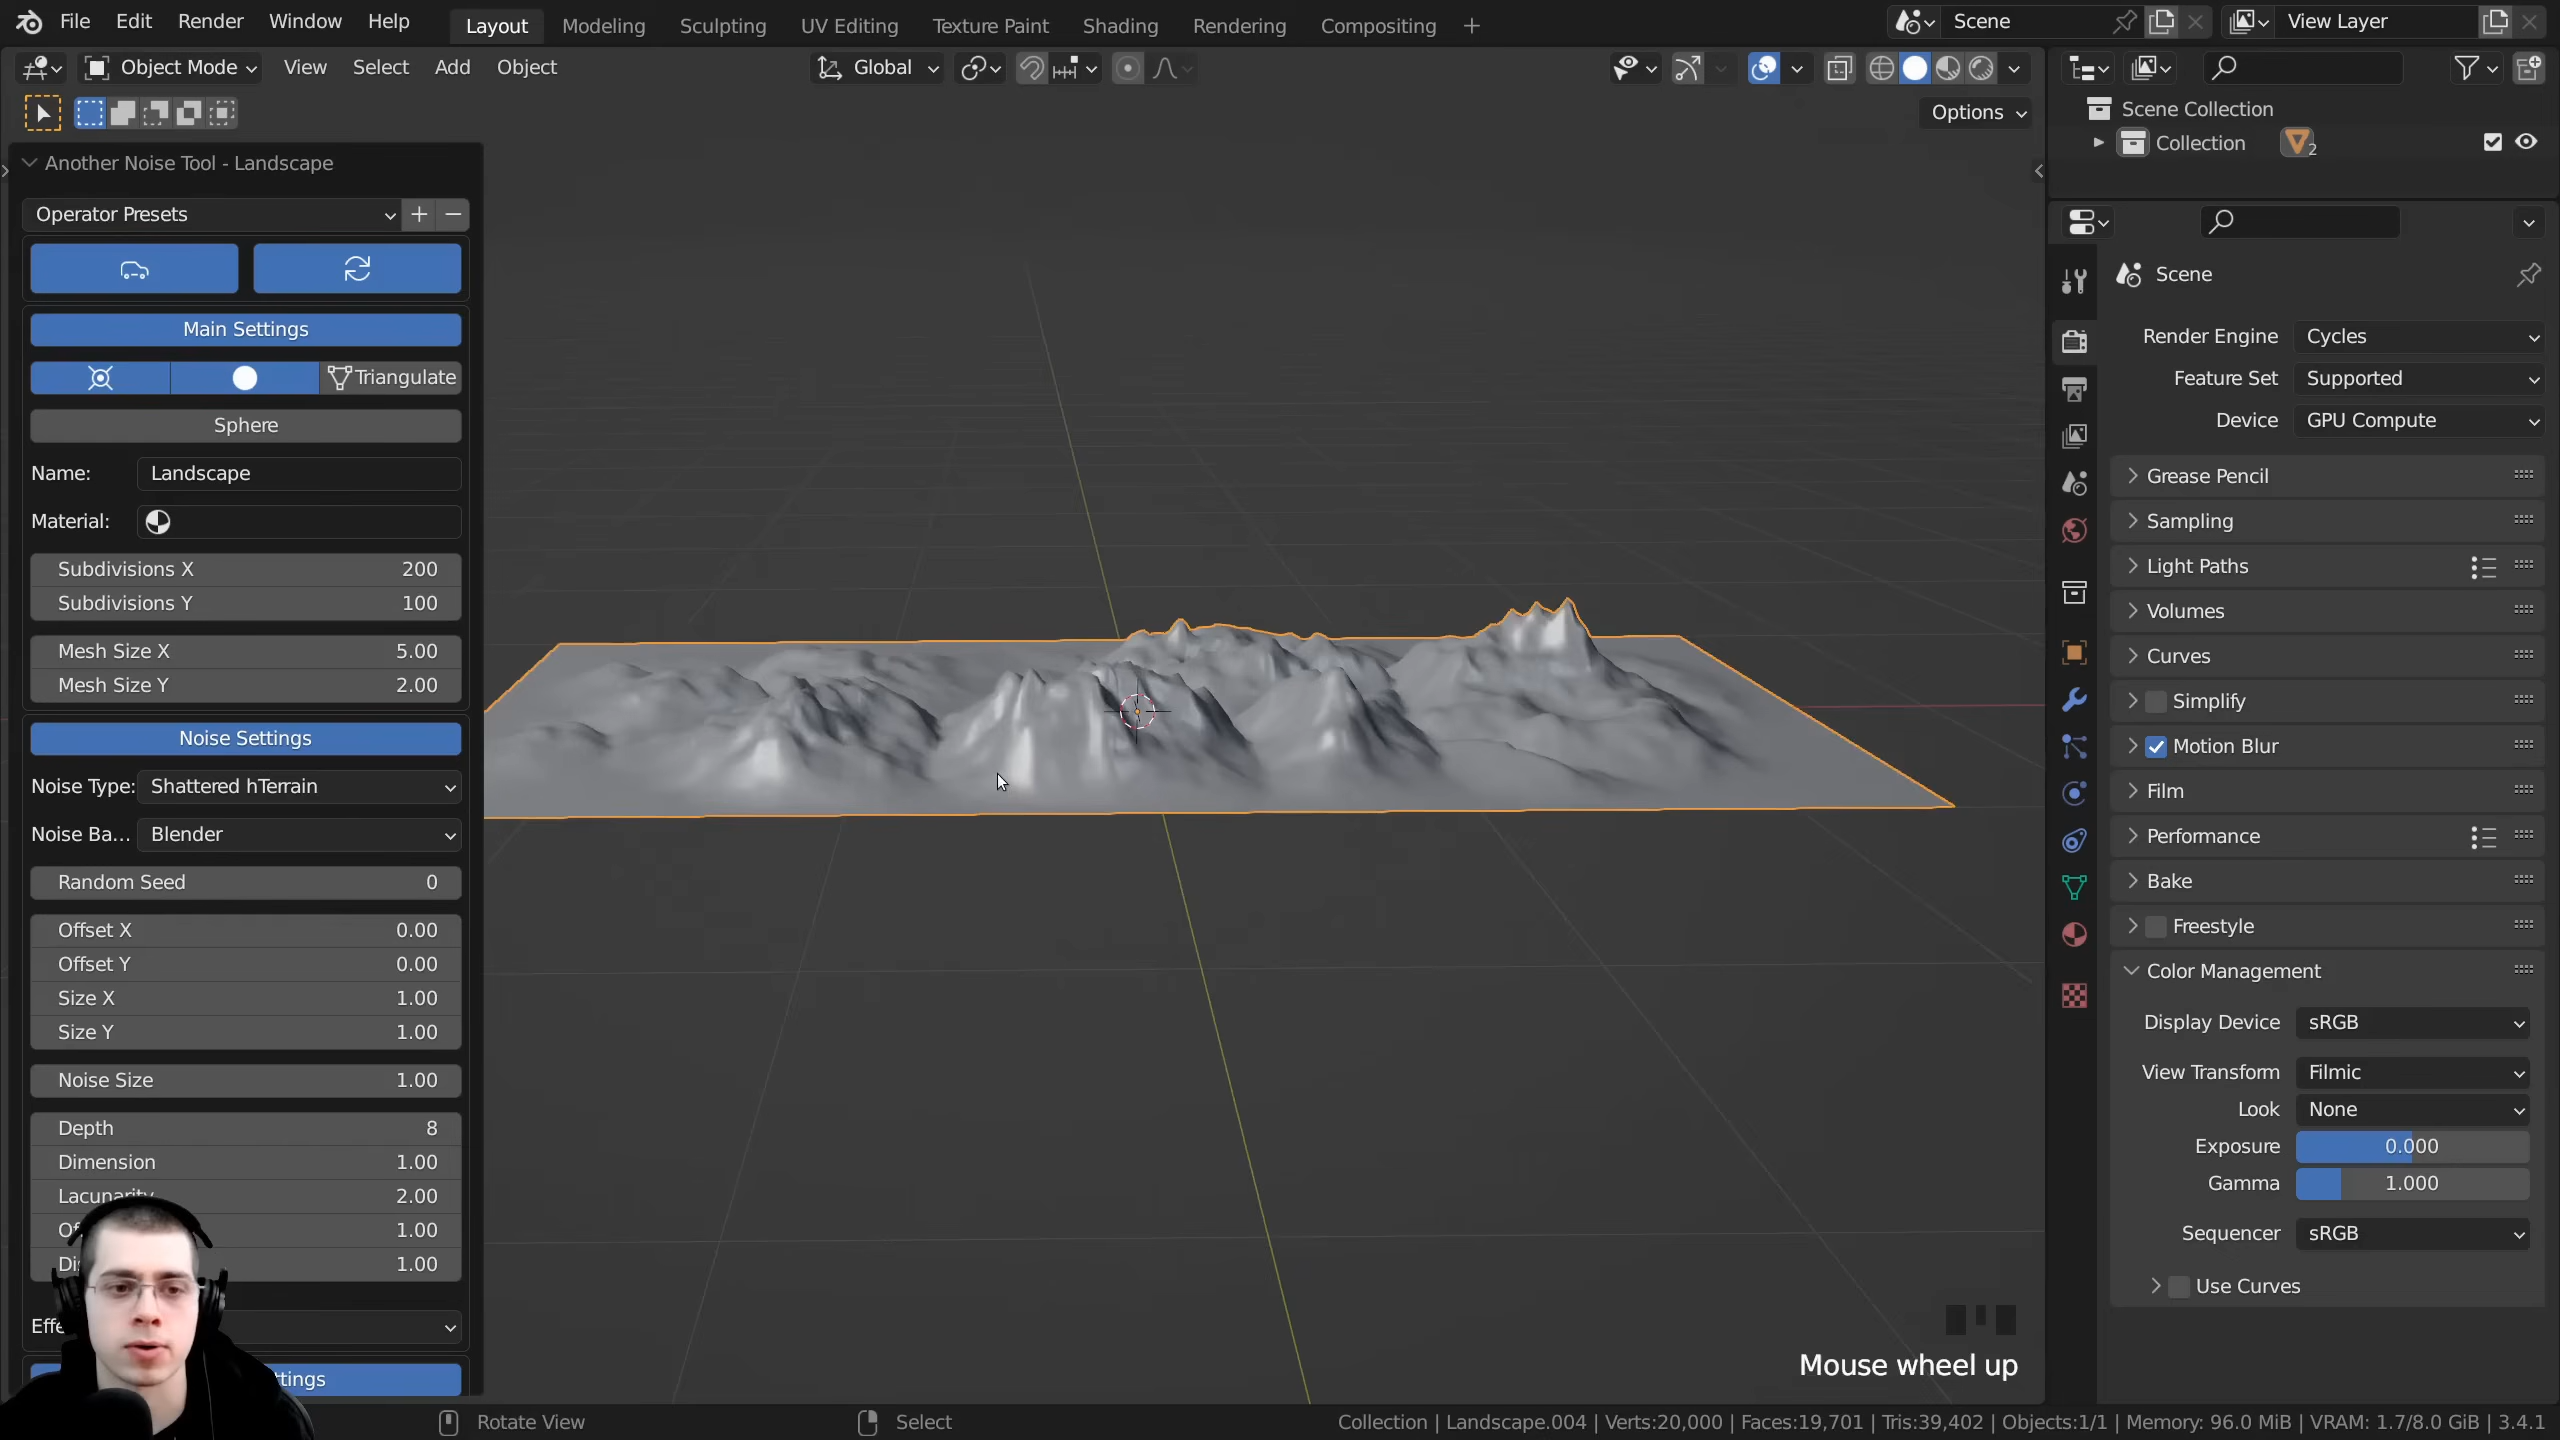 File Edit Render Window Help Layout Modeling Sculpting UV Editing Texture Paint Shading Rendering Compositing + Scene View Layer
Object Mode View Select Add Object Global
Options
Scene Collection
Collection 2
Another Noise Tool - Landscape
Operator Presets
Main Settings
Triangulate
Sphere
Name: Landscape
Material:
Subdivisions X 200
Subdivisions Y 100
Mesh Size X 5.00
Mesh Size Y 2.00
Noise Settings
Noise Type: Shattered hTerrain
Noise Ba... Blender
Random Seed 0
Offset X 0.00
Offset Y 0.00
Size X 1.00
Size Y 1.00
Noise Size 1.00
Depth 8
Dimension 1.00
Lacunarity 2.00
1.00
1.00
Scene
Render Engine Cycles
Feature Set Supported
Device GPU Compute
Grease Pencil
Sampling
Light Paths
Volumes
Curves
Simplify
Motion Blur
Film
Performance
Bake
Freestyle
Color Management
Display Device sRGB
View Transform Filmic
Look None
Exposure 0.000
Gamma 1.000
Sequencer sRGB
Use Curves
Mouse wheel up
Rotate View Select Collection | Landscape.004 | Verts:20,000 | Faces:19,701 | Tris:39,402 | Objects:1/1 | Memory: 96.0 MiB | VRAM: 1.7/8.0 GiB | 3.4.1